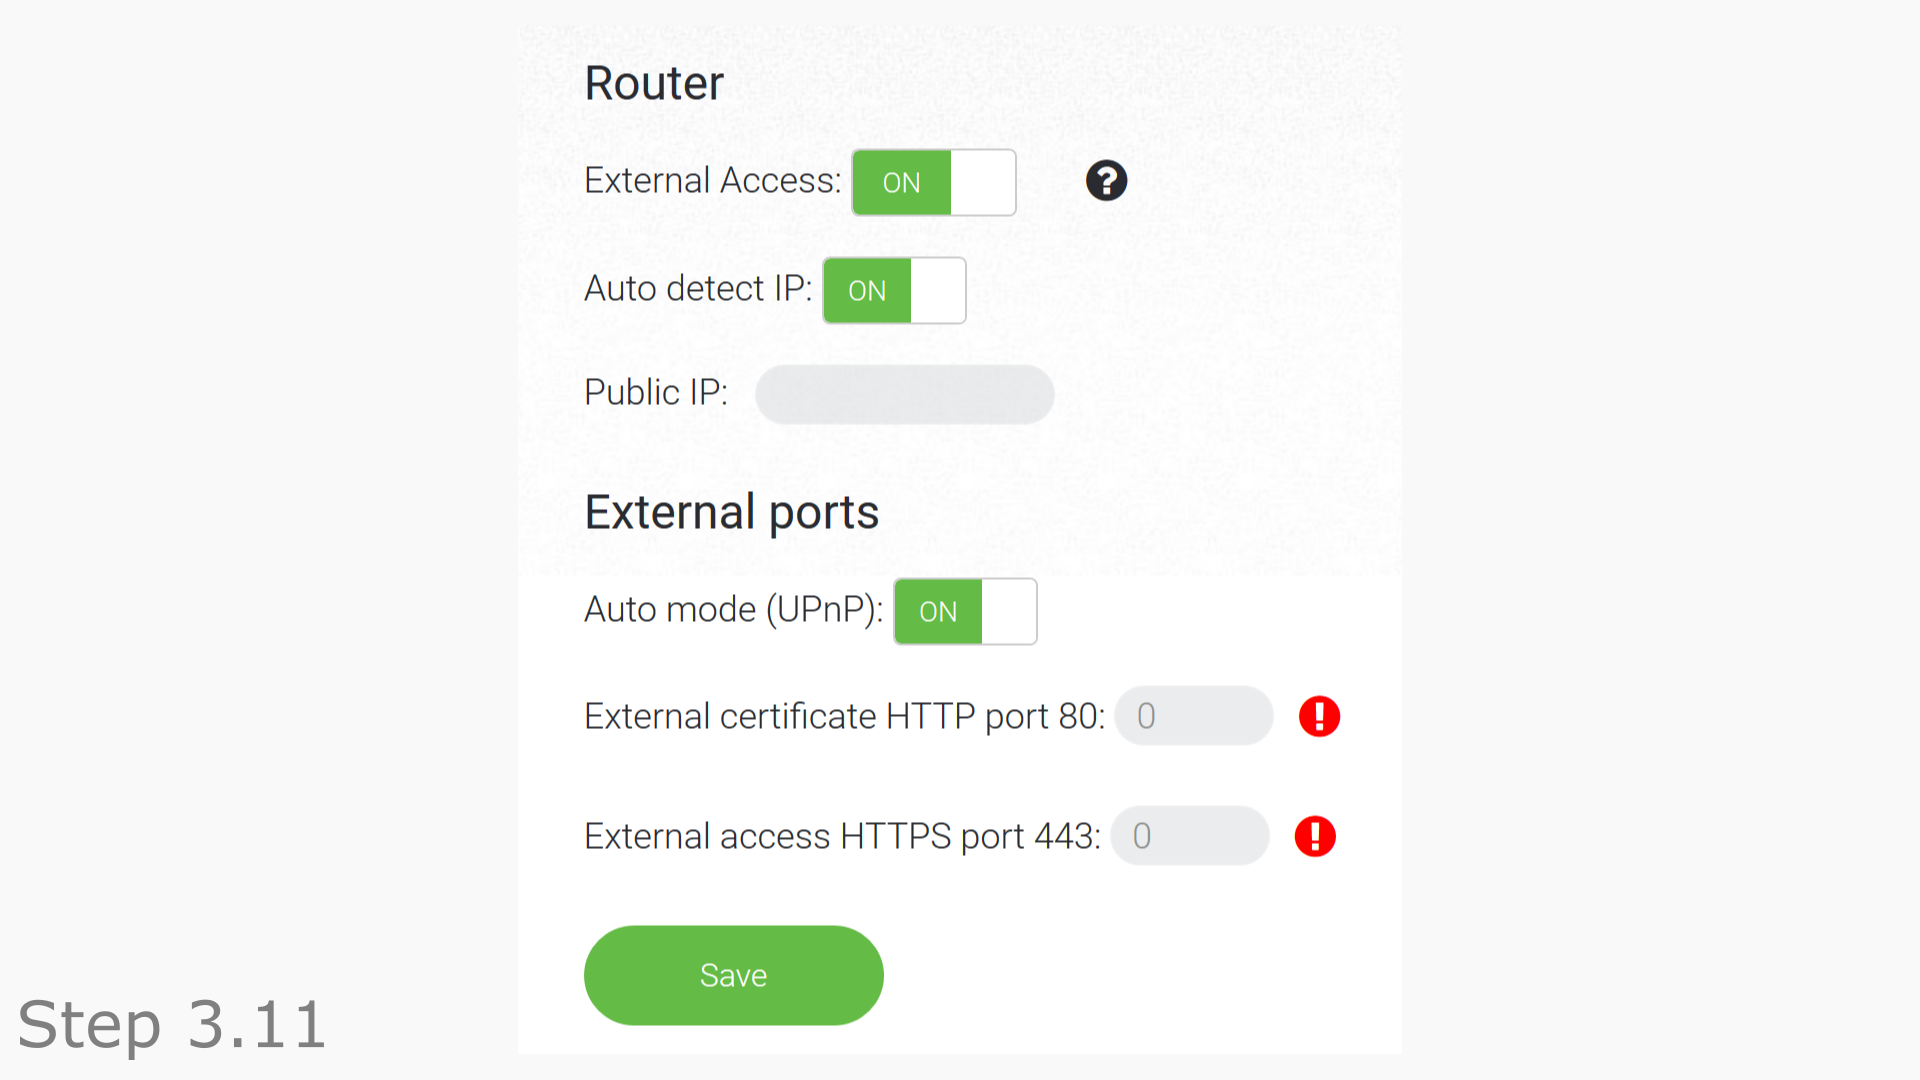 Router
External Access: ON
Auto detect IP: ON
Public IP:
External ports
Auto mode (UPnP): ON
External certificate HTTP port 80: 0
External access HTTPS port 443: 0
Save
Step 3.11